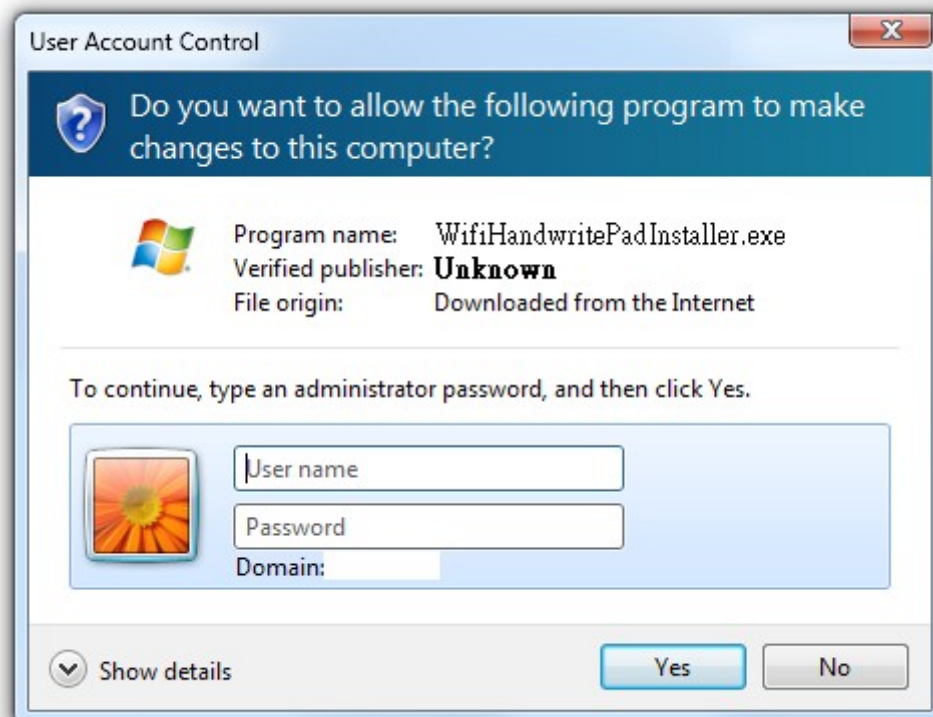 User Account Control
Do you want to allow the following program to make
changes to this computer?
Program name: WifiHandwritePadInstaller.exe
Verified publisher: Unknown
File origin: Downloaded from the Internet
To continue, type an administrator password, and then click Yes.
User name
Password
Domain:
Show details
Yes
No